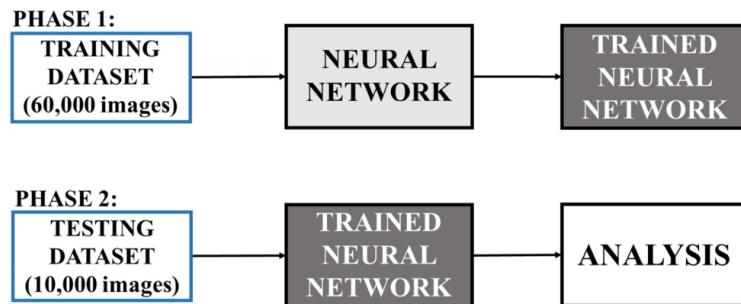 PHASE 1:
TRAINING
DATASET
(60,000 images)
NEURAL
NETWORK
TRAINED
NEURAL
NETWORK
PHASE 2:
TESTING
DATASET
(10,000 images)
TRAINED
NEURAL
NETWORK
ANALYSIS